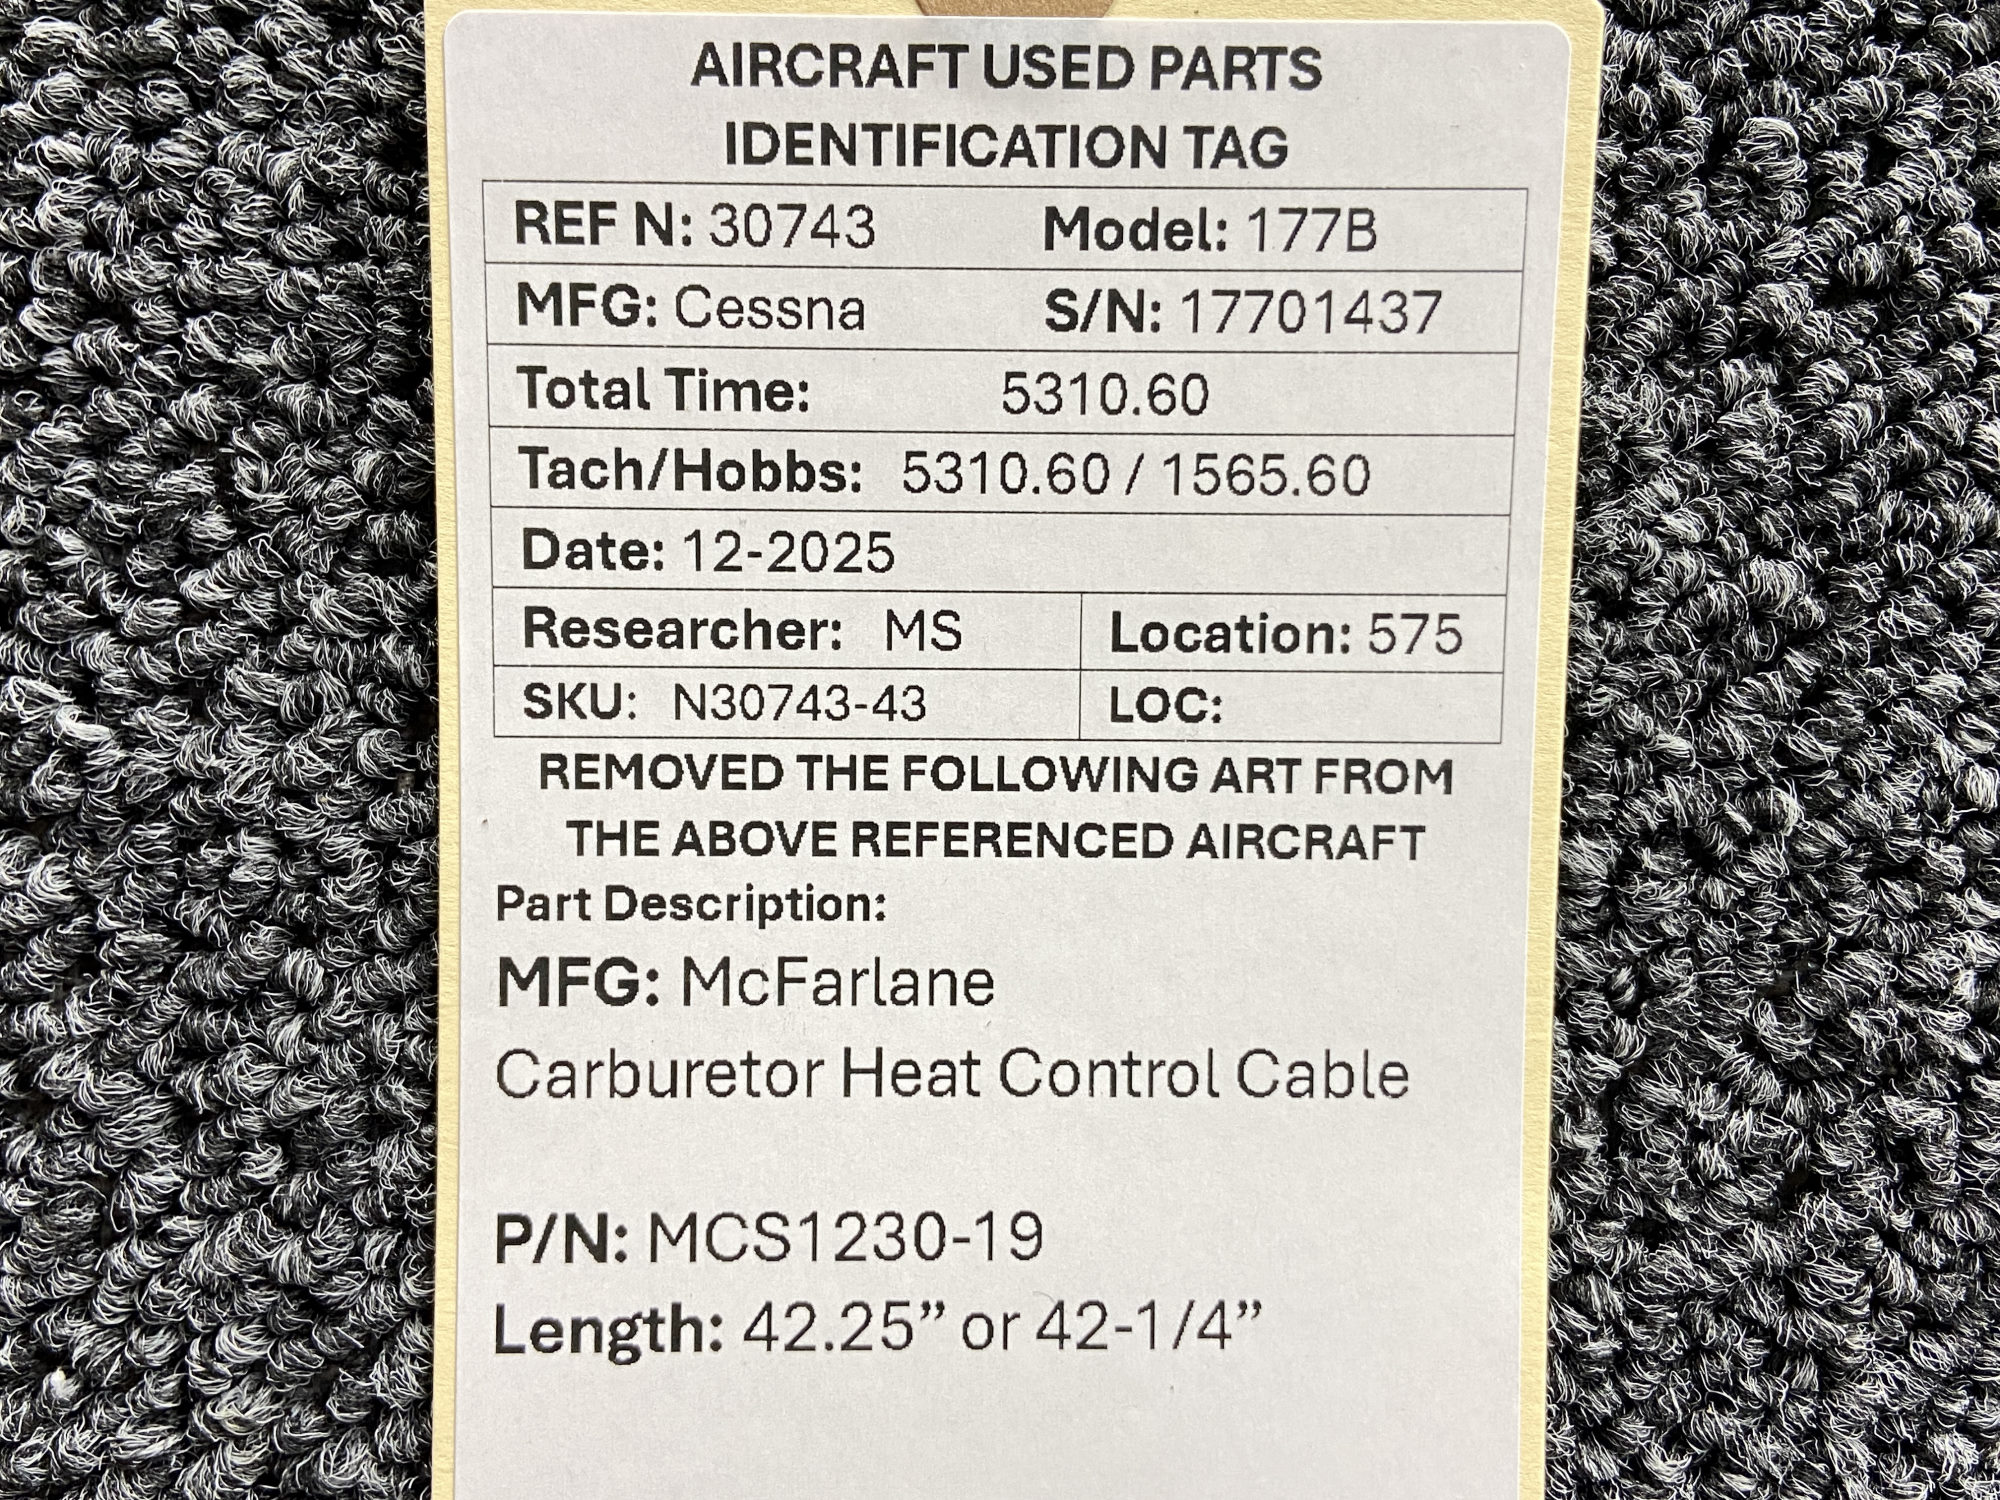 AIRCRAFT USED PARTS
IDENTIFICATION TAG
REF N: 30743 Model: 177B
MFG: Cessna S/N: 17701437
Total Time: 5310.60
Tach/Hobbs: 5310.60 / 1565.60
Date: 12-2025
Researcher: MS Location: 575
SKU: N30743-43 LOC:
REMOVED THE FOLLOWING ART FROM
THE ABOVE REFERENCED AIRCRAFT
Part Description:
MFG: McFarlane
Carburetor Heat Control Cable
P/N: MCS1230-19
Length: 42.25” or 42-1/4”